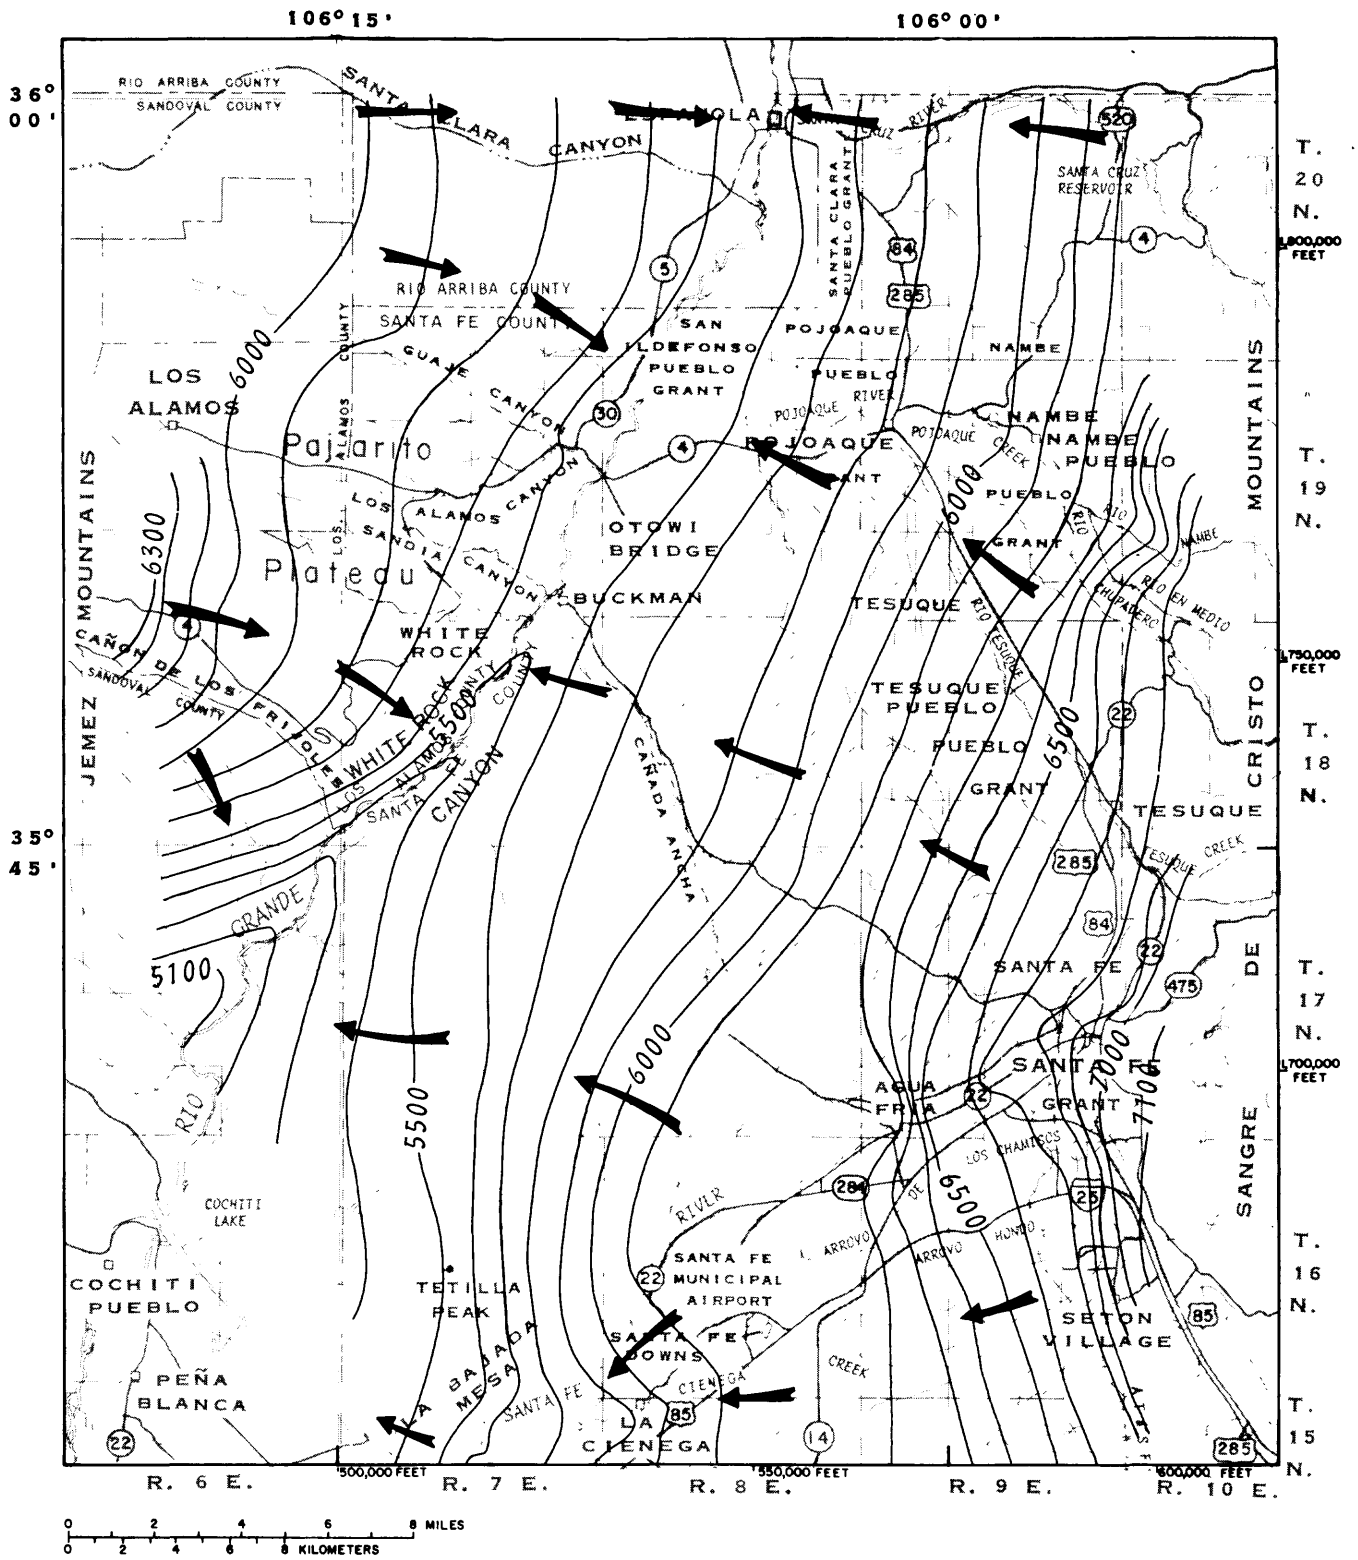 106° 15'
106° 00'
36° 00'
RIO ARRIBA COUNTY
SANDOVAL COUNTY
SANTA CLARA CANYON
ESPANOLA
SANTA CRUZ RIVER
520
SANTA CRUZ
RESERVOIR
T. 20 N.
SANTA CLARA
PUEBLO GRANT
4
1,800,000
FEET
84
285
5
RIO ARRIBA COUNTY
SANTA FE COUNTY
SAN
ILDEFONSO
PUEBLO
GRANT
POJOAQUE
PUEBLO
GRANT
NAMBE
6000
LOS
ALAMOS
LOS ALAMOS COUNTY
GUAJE CANYON
30
POJOAQUE RIVER
NAMBE
NAMBE
PUEBLO
PUEBLO
GRANT
POJOAQUE CREEK
Pajarito
Plateau
4
POJOAQUE
MOUNTAINS
T. 19 N.
LOS ALAMOS CANYON
SANDIA CANYON
OTOWI
BRIDGE
6000
RIO NAMBE
RIO EN MEDIO
RIO CHUPADERO
6300
JEMEZ MOUNTAINS
BUCKMAN
TESUQUE
RIO TESUQUE
4
WHITE
ROCK
CAÑON DE LOS FRIJOLES
SANDOVAL
COUNTY
1,750,000
FEET
TESUQUE
PUEBLO
PUEBLO
GRANT
5500
WHITE ROCK
CANYON
LOS ALAMOS COUNTY
SANTA FE COUNTY
6500
22
CAÑADA ANCHA
T. 18 N.
TESUQUE
35° 45'
285
TESUQUE CREEK
RIO GRANDE
84
SANGRE DE CRISTO
5100
SANTA FE
22
475
T. 17 N.
6000
SANTA FE
GRANT
7000
7100
1,700,000
FEET
5500
AGUA
FRIA
22
ARROYO DE LOS CHAMISOS
COCHITI
LAKE
284
6500
25
RIVER
ARROYO HONDO
SANTA FE
MUNICIPAL
AIRPORT
22
T. 16 N.
COCHITI
PUEBLO
TETILLA
PEAK
85
SETON
VILLAGE
SANTA FE
DOWNS
LA BAJADA
MESA
SANTA FE
CIENEGA
CREEK
PEÑA
BLANCA
85
LA
CIENEGA
T. 15 N.
22
14
285
R. 6 E.
500,000 FEET
R. 7 E.
R. 8 E.
550,000 FEET
R. 9 E.
600,000 FEET
R. 10 E.
0 2 4 6 8 MILES
0 2 4 6 8 KILOMETERS